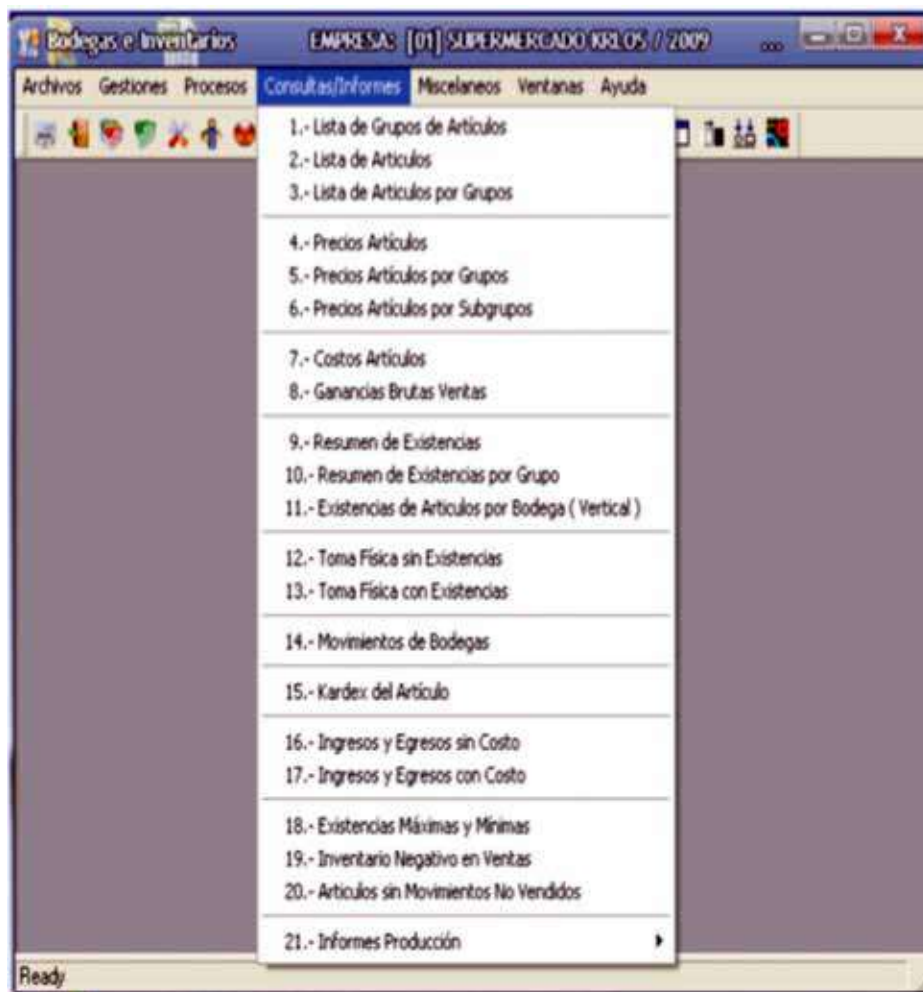 Bodegas e Inventarios EMPRESA: [01] SUPERMERCADO KRLOS / 2009 ...
Archivos Gestiones Procesos Consultas/Informes Miscelaneos Ventanas Ayuda
1.- Lista de Grupos de Artículos
2.- Lista de Articulos
3.- Lista de Articulos por Grupos
4.- Precios Artículos
5.- Precios Artículos por Grupos
6.- Precios Artículos por Subgrupos
7.- Costos Artículos
8.- Ganancias Brutas Ventas
9.- Resumen de Existencias
10.- Resumen de Existencias por Grupo
11.- Existencias de Articulos por Bodega ( Vertical )
12.- Toma Física sin Existencias
13.- Toma Física con Existencias
14.- Movimientos de Bodegas
15.- Kardex del Artículo
16.- Ingresos y Egresos sin Costo
17.- Ingresos y Egresos con Costo
18.- Existencias Máximas y Mínimas
19.- Inventario Negativo en Ventas
20.- Articulos sin Movimientos No Vendidos
21.- Informes Producción
Ready